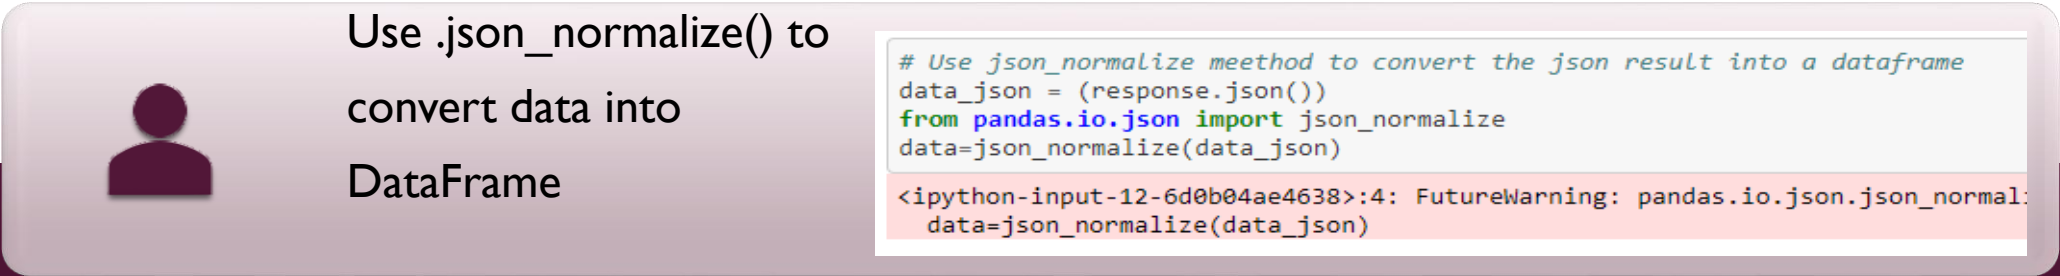 Use .json_normalize() to
convert data into
DataFrame
# Use json_normalize meethod to convert the json result into a dataframe
data_json = (response.json())
from pandas.io.json import json_normalize
data=json_normalize(data_json)
<ipython-input-12-6d0b04ae4638>:4: FutureWarning: pandas.io.json.json_normal
data=json_normalize(data_json)